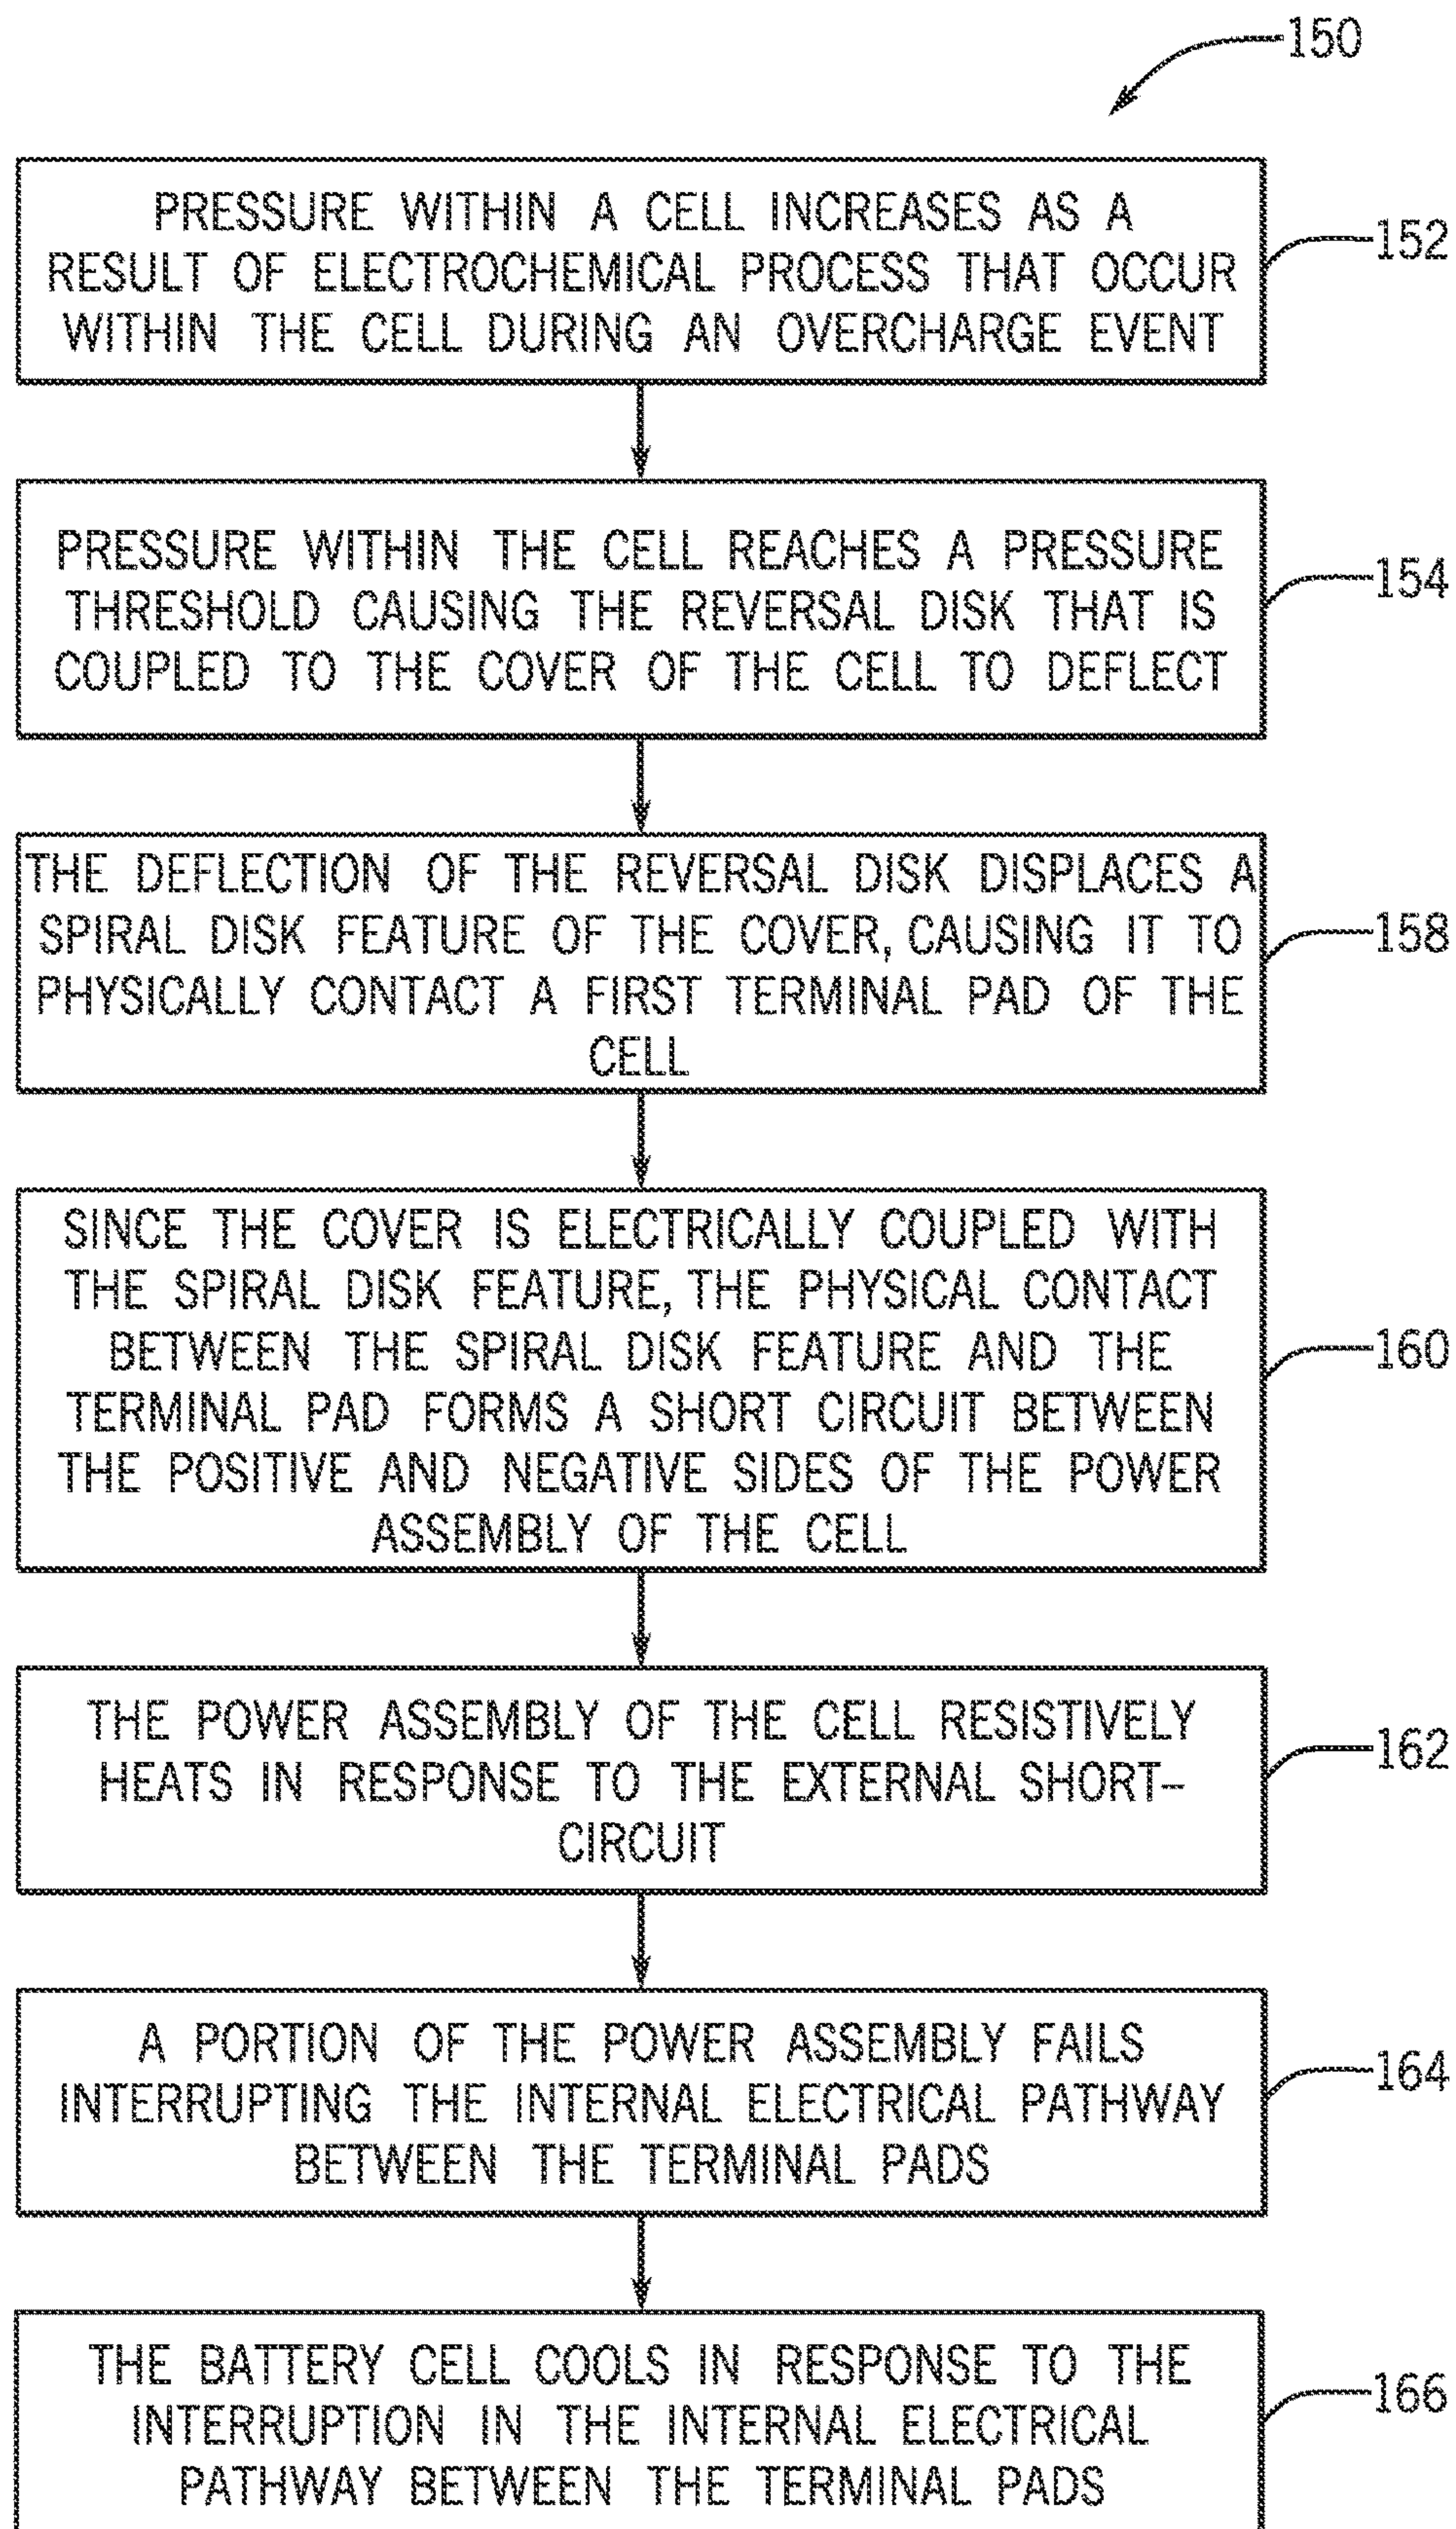 150
PRESSURE WITHIN A CELL INCREASES AS A
RESULT OF ELECTROCHEMICAL PROCESS THAT OCCUR
WITHIN THE CELL DURING AN OVERCHARGE EVENT
152
PRESSURE WITHIN THE CELL REACHES A PRESSURE
THRESHOLD CAUSING THE REVERSAL DISK THAT IS
COUPLED TO THE COVER OF THE CELL TO DEFLECT
154
THE DEFLECTION OF THE REVERSAL DISK DISPLACES A
SPIRAL DISK FEATURE OF THE COVER, CAUSING IT TO
PHYSICALLY CONTACT A FIRST TERMINAL PAD OF THE
CELL
158
SINCE THE COVER IS ELECTRICALLY COUPLED WITH
THE SPIRAL DISK FEATURE, THE PHYSICAL CONTACT
BETWEEN THE SPIRAL DISK FEATURE AND THE
TERMINAL PAD FORMS A SHORT CIRCUIT BETWEEN
THE POSITIVE AND NEGATIVE SIDES OF THE POWER
ASSEMBLY OF THE CELL
160
THE POWER ASSEMBLY OF THE CELL RESISTIVELY
HEATS IN RESPONSE TO THE EXTERNAL SHORT–
CIRCUIT
162
A PORTION OF THE POWER ASSEMBLY FAILS
INTERRUPTING THE INTERNAL ELECTRICAL PATHWAY
BETWEEN THE TERMINAL PADS
164
THE BATTERY CELL COOLS IN RESPONSE TO THE
INTERRUPTION IN THE INTERNAL ELECTRICAL
PATHWAY BETWEEN THE TERMINAL PADS
166